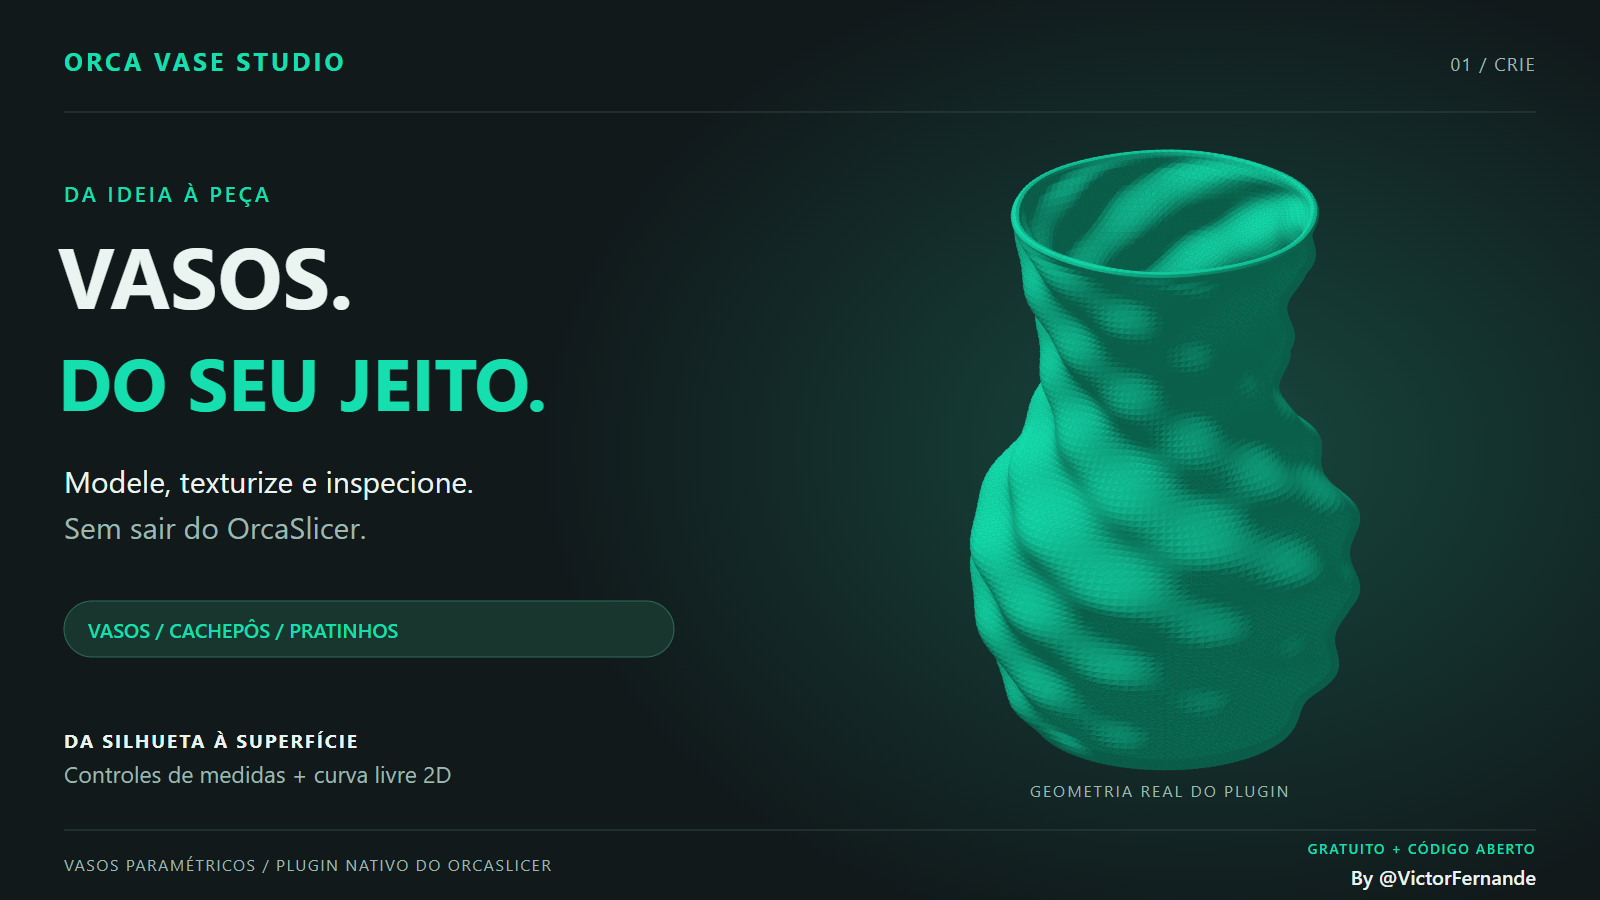 ORCA VASE STUDIO
01 / CRIE
DA IDEIA À PEÇA
VASOS.
DO SEU JEITO.
Modele, texturize e inspecione.
Sem sair do OrcaSlicer.
VASOS / CACHEPÔS / PRATINHOS
DA SILHUETA À SUPERFÍCIE
Controles de medidas + curva livre 2D
GEOMETRIA REAL DO PLUGIN
VASOS PARAMÉTRICOS / PLUGIN NATIVO DO ORCASLICER
GRATUITO + CÓDIGO ABERTO
By @VictorFernande